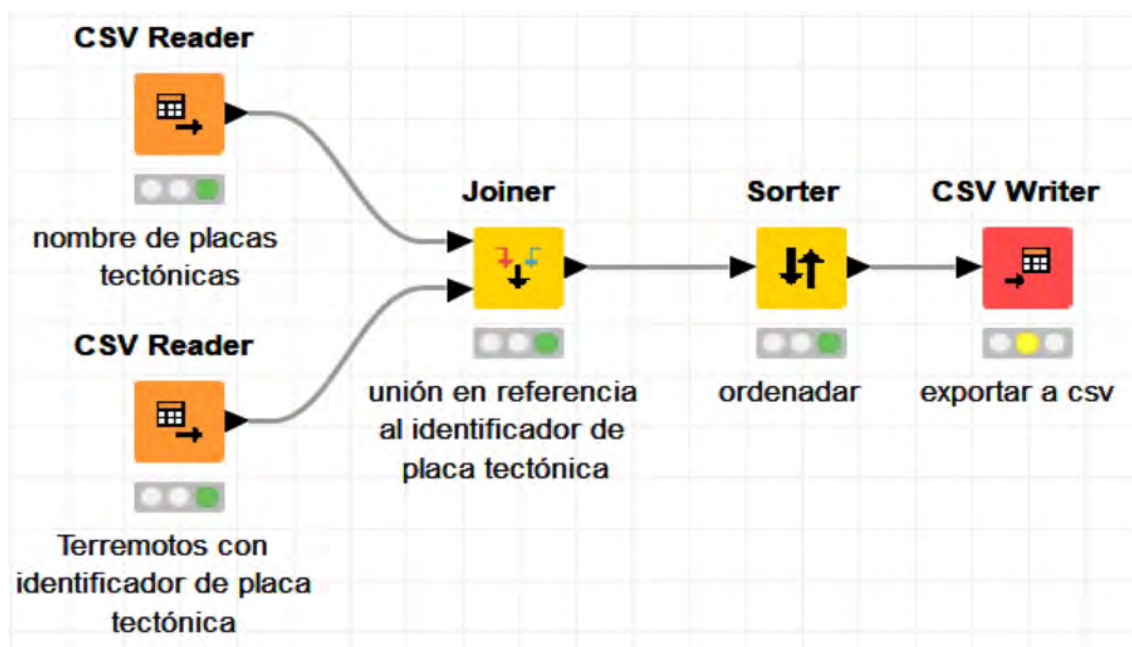 CSV Reader
nombre de placas
tectónicas
CSV Reader
Terremotos con
identificador de placa
tectónica
Joiner
unión en referencia
al identificador de
placa tectónica
Sorter
ordenadar
CSV Writer
exportar a csv